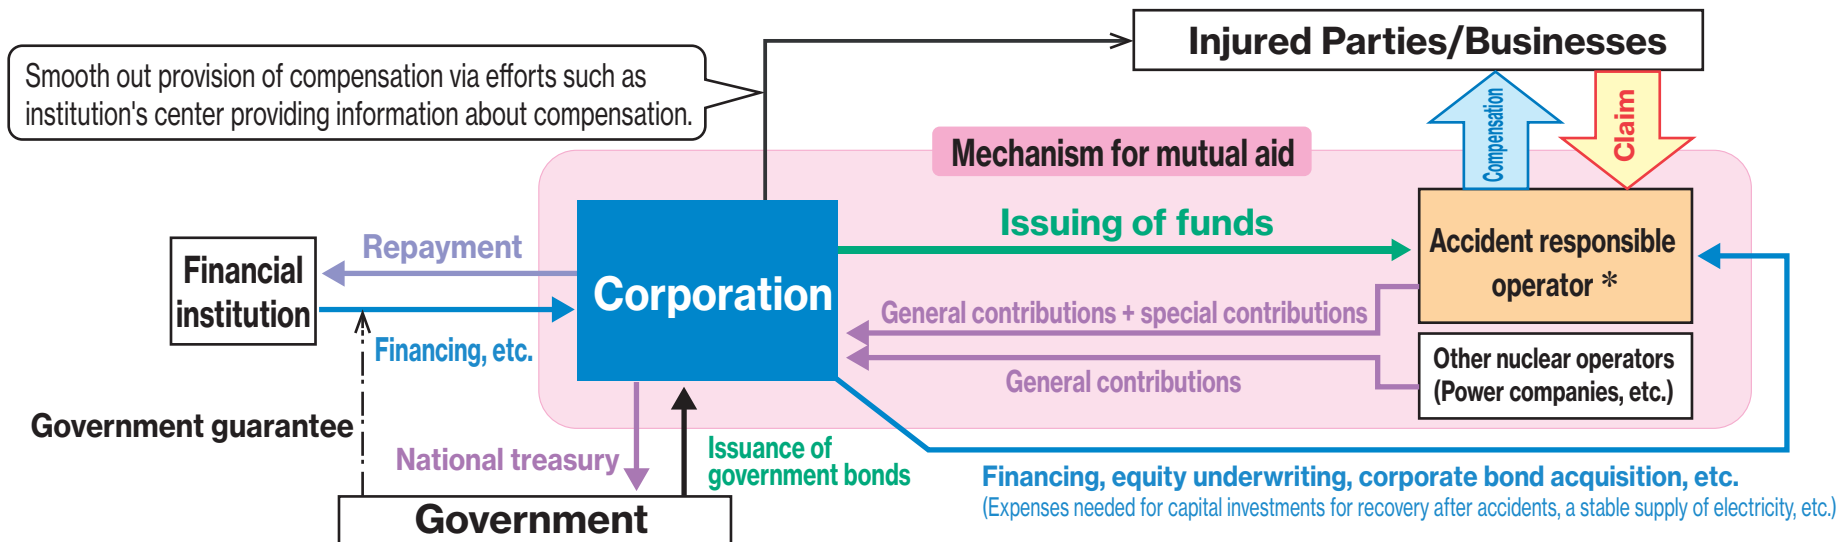 Injured Parties/Businesses
Smooth out provision of compensation via efforts such as
institution's center providing information about compensation.
Compensation
Claim
Mechanism for mutual aid
Issuing of funds
Accident responsible
operator *
Repayment
Financial
institution
Corporation
General contributions + special contributions
Financing, etc.
Other nuclear operators
(Power companies, etc.)
General contributions
Government guarantee
National treasury
Issuance of
government bonds
Financing, equity underwriting, corporate bond acquisition, etc.
(Expenses needed for capital investments for recovery after accidents, a stable supply of electricity, etc.)
Government